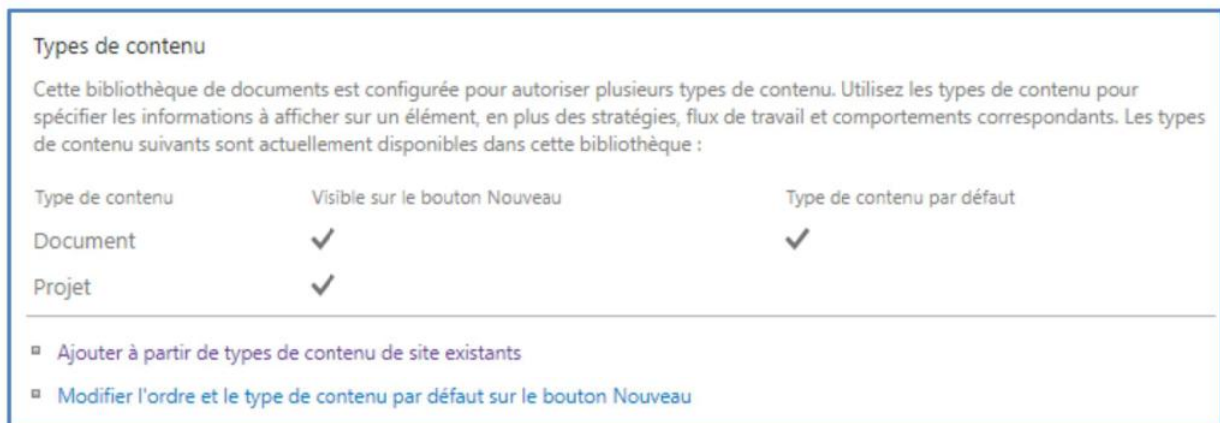 Types de contenu
Cette bibliothèque de documents est configurée pour autoriser plusieurs types de contenu. Utilisez les types de contenu pour
spécifier les informations à afficher sur un élément, en plus des stratégies, flux de travail et comportements correspondants. Les types
de contenu suivants sont actuellement disponibles dans cette bibliothèque :
Type de contenu Visible sur le bouton Nouveau Type de contenu par défaut
Document ✓ ✓
Projet ✓
Ajouter à partir de types de contenu de site existants
Modifier l'ordre et le type de contenu par défaut sur le bouton Nouveau